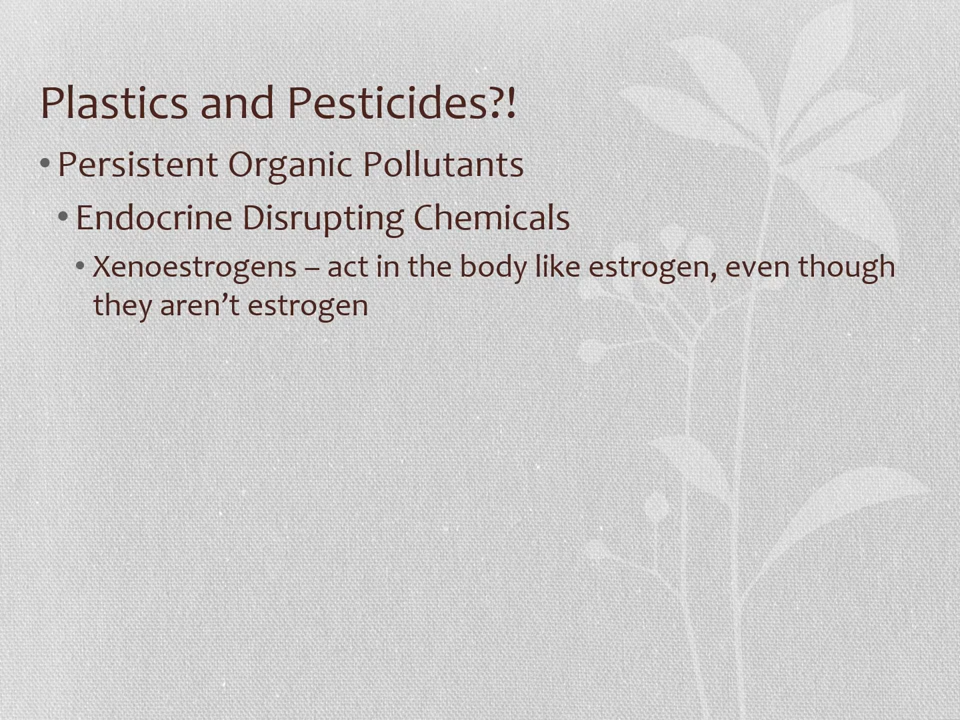 Plastics and Pesticides?!
• Persistent Organic Pollutants
• Endocrine Disrupting Chemicals
• Xenoestrogens – act in the body like estrogen, even though
they aren’t estrogen